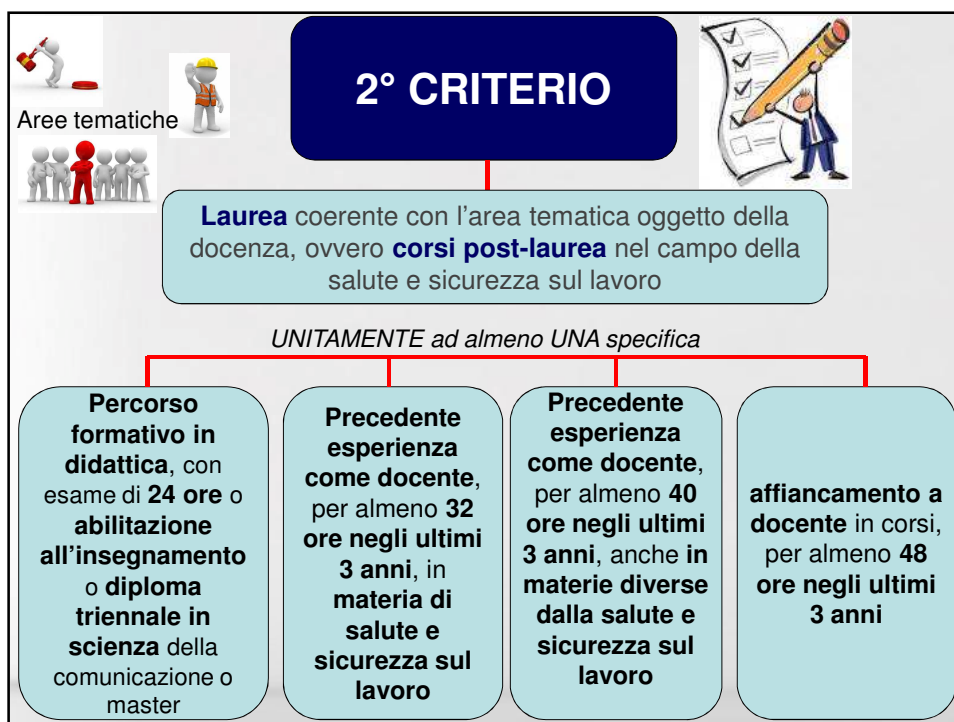 2° CRITERIO
Aree tematiche
Laurea coerente con l'area tematica oggetto della
docenza, ovvero corsi post-laurea nel campo della
salute e sicurezza sul lavoro
UNITAMENTE ad almeno UNA specifica
Percorso
formativo in
didattica, con
esame di 24 ore o
abilitazione
all'insegnamento
o diploma
triennale in
scienza della
comunicazione o
master
Precedente
esperienza
come docente,
per almeno 32
ore negli ultimi
3 anni, in
materia di
salute e
sicurezza sul
lavoro
Precedente
esperienza
come docente,
per almeno 40
ore negli ultimi
3 anni, anche in
materie diverse
dalla salute e
sicurezza sul
lavoro
affiancamento a
docente in corsi,
per almeno 48
ore negli ultimi
3 anni